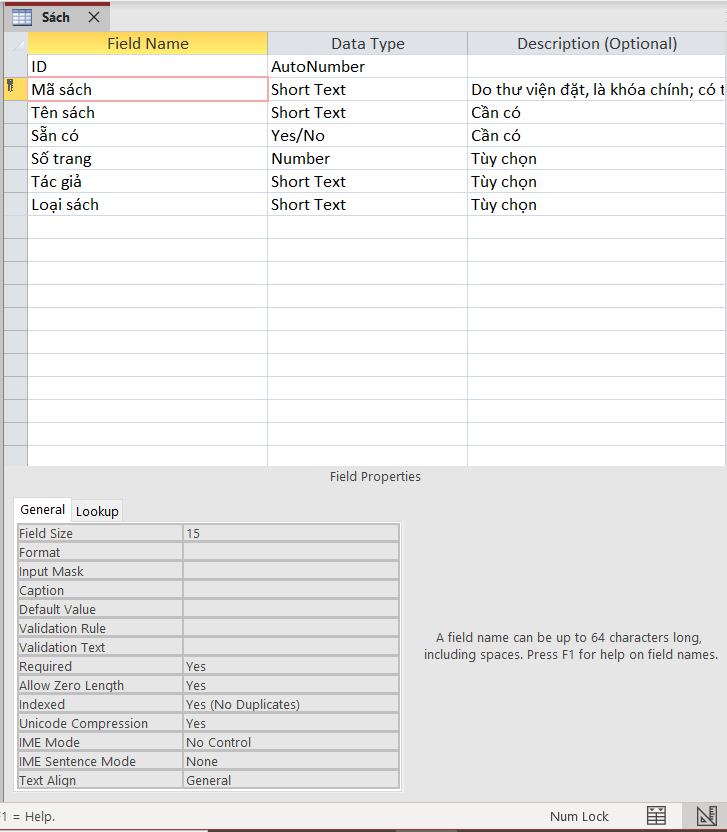 Sách
Field Name Data Type Description (Optional)
ID AutoNumber
Mã sách Short Text Do thư viện đặt, là khóa chính; có t
Tên sách Short Text Cần có
Sẵn có Yes/No Cần có
Số trang Number Tùy chọn
Tác giả Short Text Tùy chọn
Loại sách Short Text Tùy chọn
Field Properties
General Lookup
Field Size 15
Format
Input Mask
Caption
Default Value
Validation Rule
Validation Text
Required Yes
Allow Zero Length Yes
Indexed Yes (No Duplicates)
Unicode Compression Yes
IME Mode No Control
IME Sentence Mode None
Text Align General
A field name can be up to 64 characters long,
including spaces. Press F1 for help on field names.
F1 = Help. Num Lock